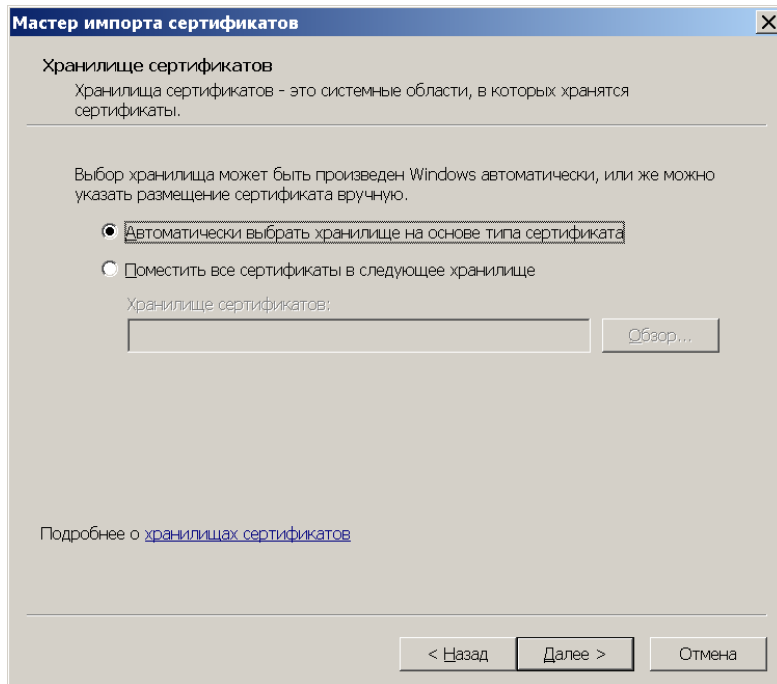 Мастер импорта сертификатов
Хранилище сертификатов
Хранилища сертификатов - это системные области, в которых хранятся
сертификаты.
Выбор хранилища может быть произведен Windows автоматически, или же можно
указать размещение сертификата вручную.
Автоматически выбрать хранилище на основе типа сертификата
Поместить все сертификаты в следующее хранилище
Хранилище сертификатов:
Обзор...
Подробнее о хранилищах сертификатов
< Назад
Далее >
Отмена